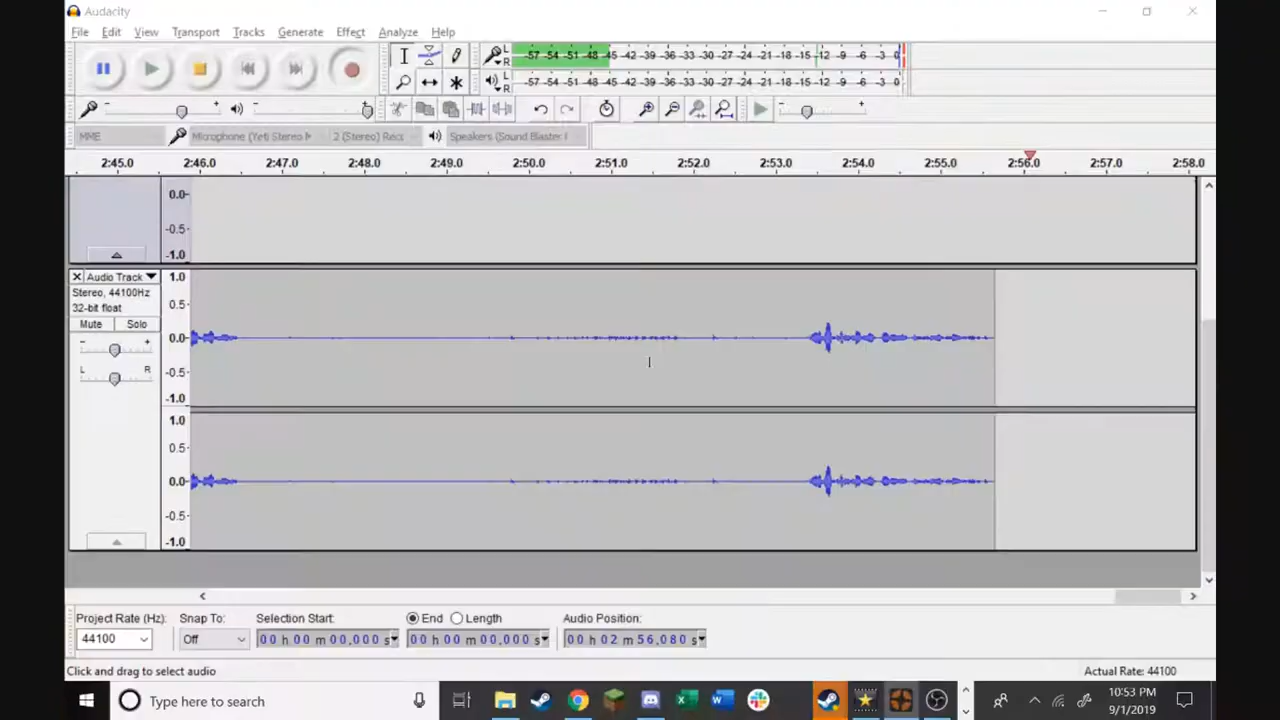 Audacity
File Edit View Transport Tracks Generate Effect Analyze Help
L R -57 -54 -51 -48 -45 -42 -39 -36 -33 -30 -27 -24 -21 -18 -15 -12 -9 -6 -3 0
L R -57 -54 -51 -48 -45 -42 -39 -36 -33 -30 -27 -24 -21 -18 -15 -12 -9 -6 -3 0
- + - + - +
MME Microphone (Yeti Stereo M 2 (Stereo) Reco Speakers (Sound Blaster
2:45.0 2:46.0 2:47.0 2:48.0 2:49.0 2:50.0 2:51.0 2:52.0 2:53.0 2:54.0 2:55.0 2:56.0 2:57.0 2:58.0
0.0
-0.5
-1.0
Audio Track 1.0
Stereo, 44100Hz
32-bit float 0.5
Mute Solo
- + 0.0
L R -0.5
-1.0
1.0
0.5
0.0
-0.5
-1.0
Project Rate (Hz): Snap To: Selection Start: End Length Audio Position:
44100 Off 00 h 00 m 00.000 s 00 h 00 m 00.000 s 00 h 02 m 56.080 s
Click and drag to select audio Actual Rate: 44100
Type here to search 10:53 PM
9/1/2019